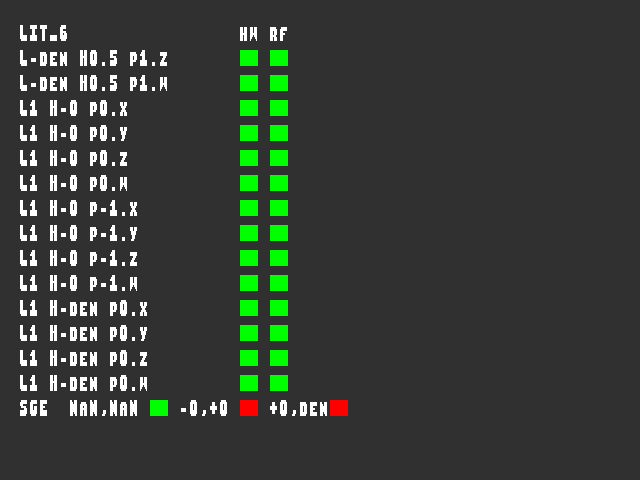 LIT_6 HW RF
L-DEN H0.5 P1.Z
L-DEN H0.5 P1.W
L1 H-0 P0.X
L1 H-0 P0.Y
L1 H-0 P0.Z
L1 H-0 P0.W
L1 H-0 P-1.X
L1 H-0 P-1.Y
L1 H-0 P-1.Z
L1 H-0 P-1.W
L1 H-DEN P0.X
L1 H-DEN P0.Y
L1 H-DEN P0.Z
L1 H-DEN P0.W
SGE NAN,NAN -0,+0 +0,DEN